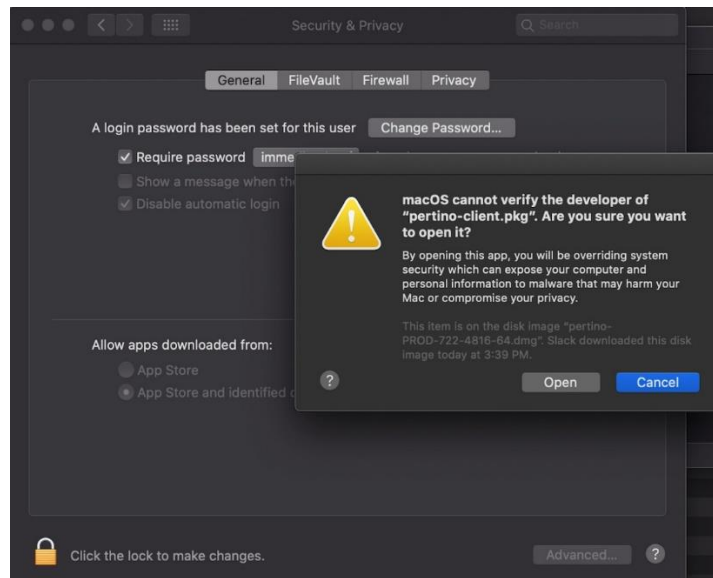 Security & Privacy
Search
General FileVault Firewall Privacy
A login password has been set for this user Change Password...
Require password
Show a message when the
Disable automatic login
macOS cannot verify the developer of
“pertino-client.pkg”. Are you sure you want
to open it?
By opening this app, you will be overriding system
security which can expose your computer and
personal information to malware that may harm your
Mac or compromise your privacy.
This item is on the disk image “pertino-
PROD-722-4816-64.dmg”. Slack downloaded this disk
image today at 3:39 PM.
? Open Cancel
Allow apps downloaded from:
App Store
App Store and identified
Click the lock to make changes. Advanced... ?